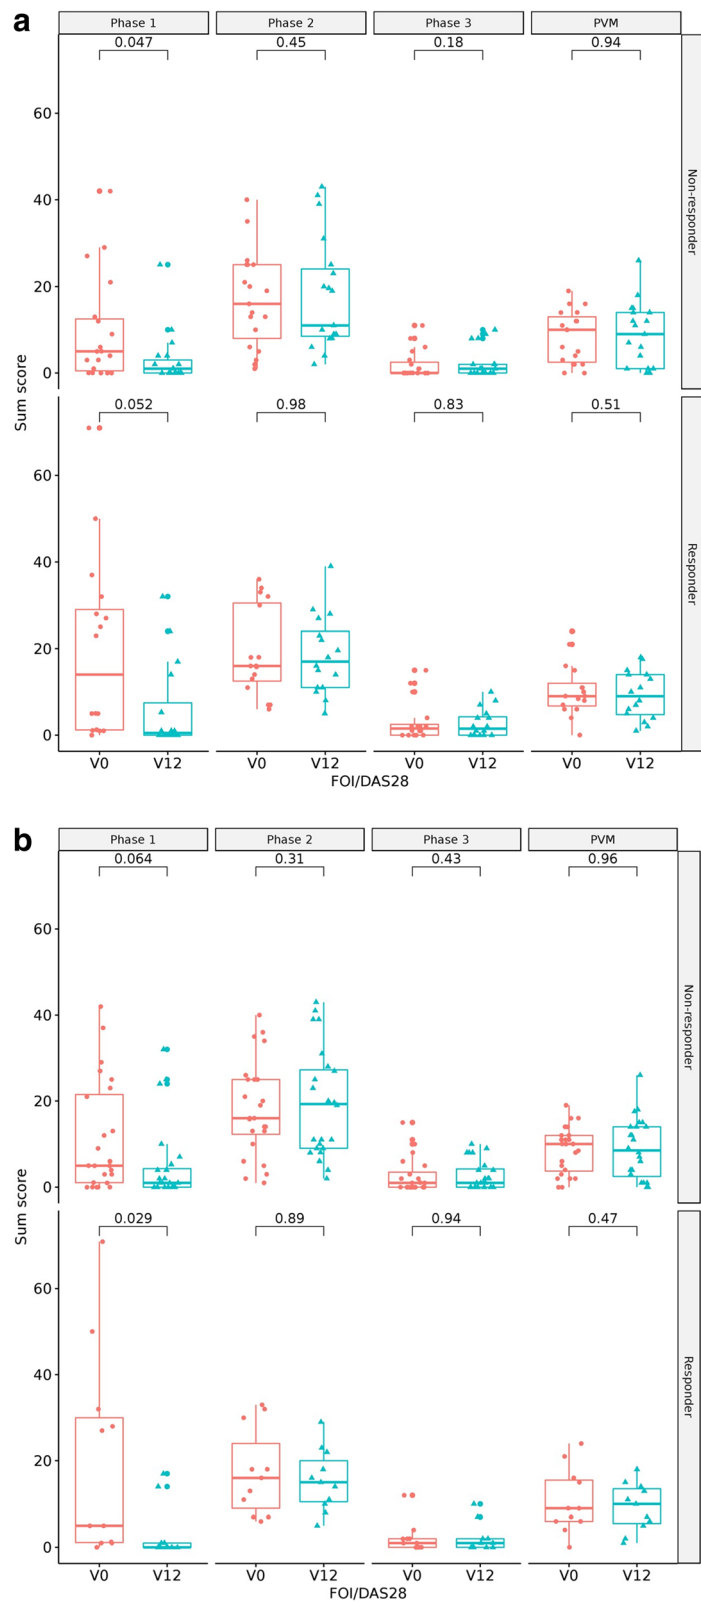 a
Phase 1 Phase 2 Phase 3 PVM
0.047 0.45 0.18 0.94
60
40
20
0
Non-responder
Sum score
0.052 0.98 0.83 0.51
60
40
20
0
Responder
V0 V12 V0 V12 V0 V12 V0 V12
FOI/DAS28
b
Phase 1 Phase 2 Phase 3 PVM
0.064 0.31 0.43 0.96
60
40
20
0
Non-responder
Sum score
0.029 0.89 0.94 0.47
60
40
20
0
Responder
V0 V12 V0 V12 V0 V12 V0 V12
FOI/DAS28